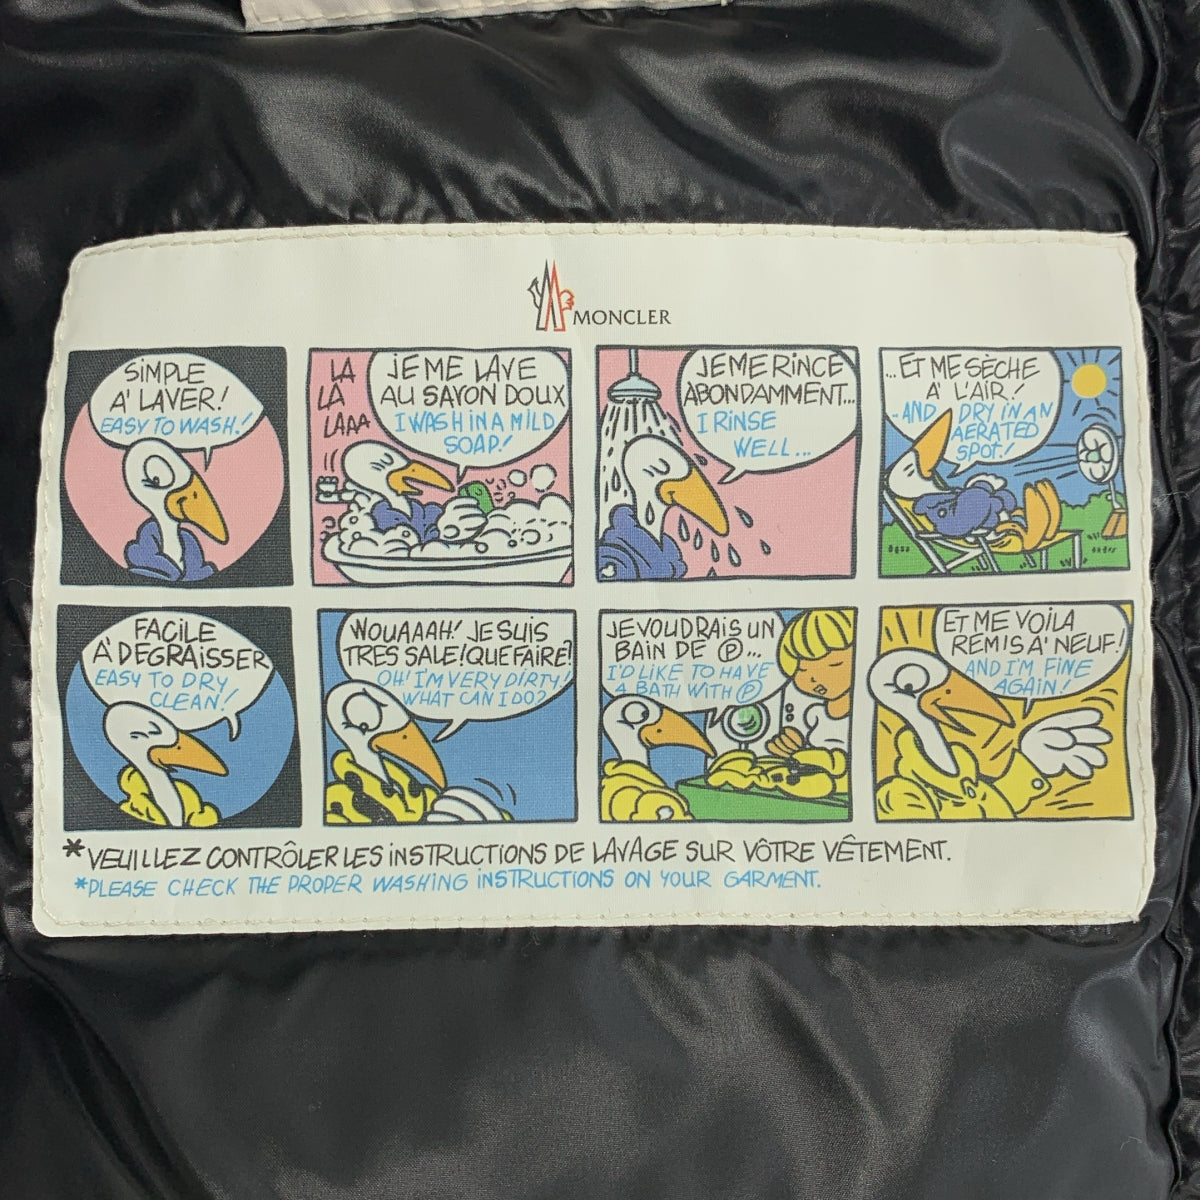 MONCLER
SIMPLE
A' LAVER!
EASY TO WASH!
LA
LA
LAAA
JE ME LAVE
AU SAVON DOUX
I WASH IN A MILD
SOAP!
JE ME RINCE
ABONDAMMENT...
I RINSE
WELL...
...ET ME SÈCHE
A' L'AIR!
..AND DRY IN AN
AERATED
SPOT!
FACILE
A' DEGRAISSER
EASY TO DRY
CLEAN!
WOUAAAH! JE SUIS
TRES SALE! QUE FAIRE?
OH! I'M VERY DIRTY!
WHAT CAN I DO?
JE VOUDRAIS UN
BAIN DE Ⓟ...
I'D LIKE TO HAVE
A BATH WITH Ⓟ
ET ME VOILA
REMIS A' NEUF!
AND I'M FINE
AGAIN!
*VEUILLEZ CONTRÔLER LES INSTRUCTIONS DE LAVAGE SUR VÔTRE VÊTEMENT.
*PLEASE CHECK THE PROPER WASHING INSTRUCTIONS ON YOUR GARMENT.